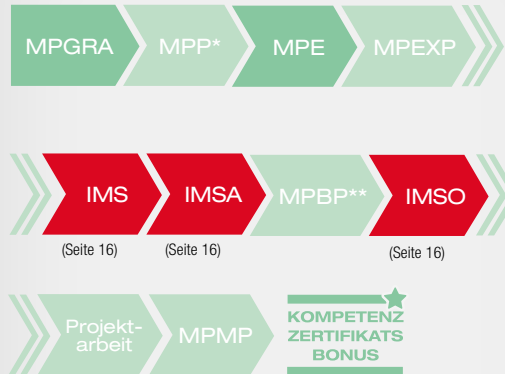 MPGRA MPP* MPE MPEXP
IMS IMSA MPBP** IMSO
(Seite 16) (Seite 16) (Seite 16)
Projekt-
arbeit
MPMP
KOMPETENZ
ZERTIFIKATS
BONUS